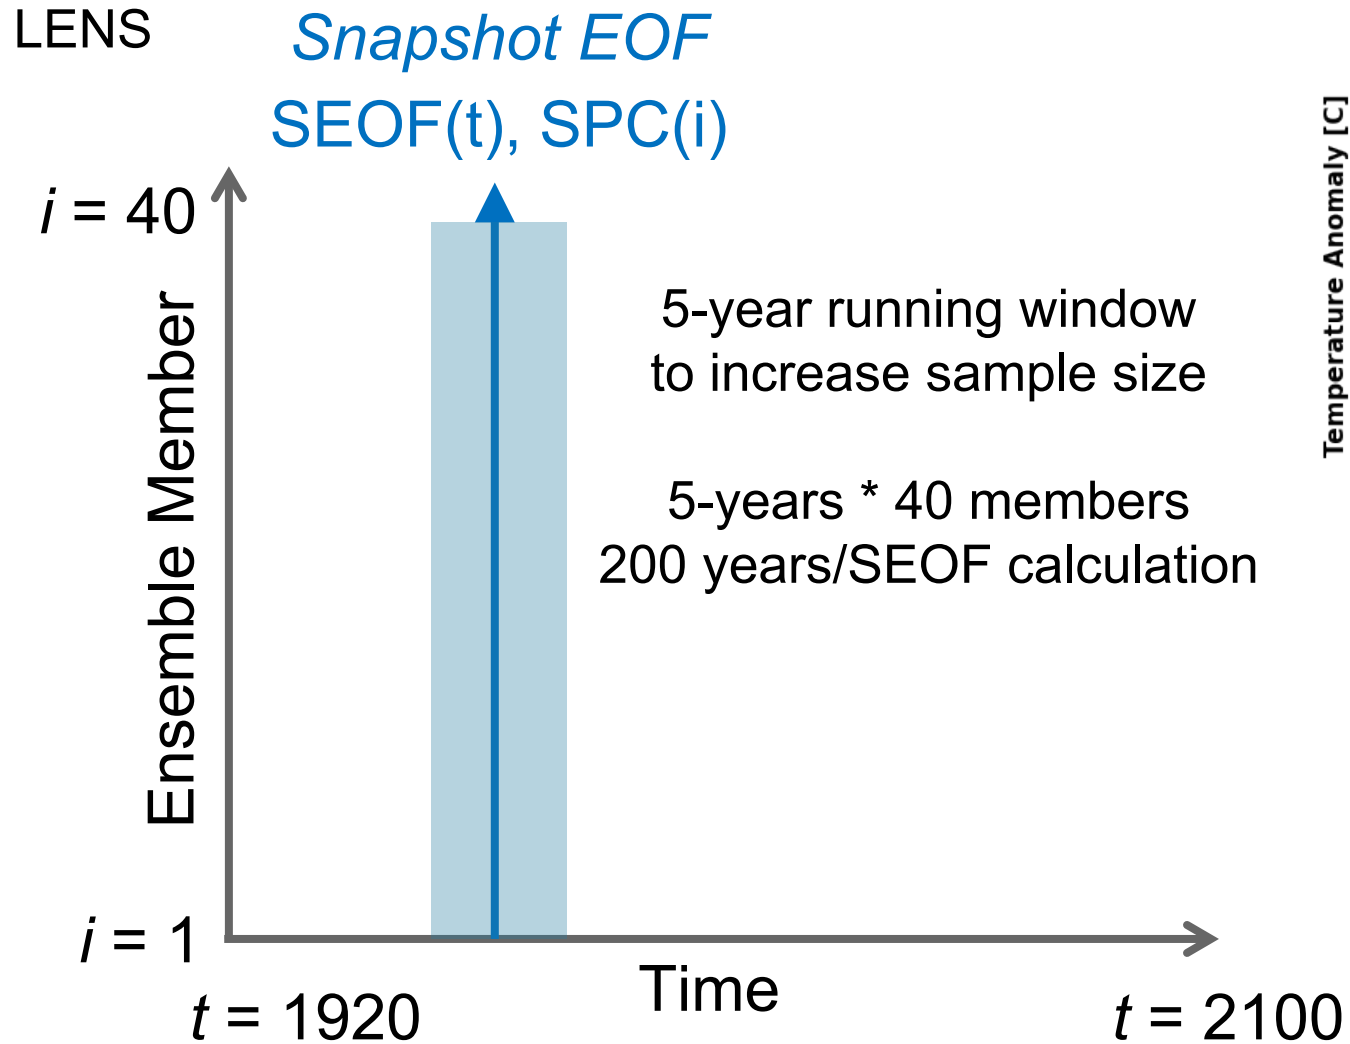 LENS
Snapshot EOF
SEOF(t), SPC(i)
i = 40
Ensemble Member
5-year running window
to increase sample size
5-years * 40 members
200 years/SEOF calculation
Temperature Anomaly [C]
i = 1
Time
t = 1920
t = 2100